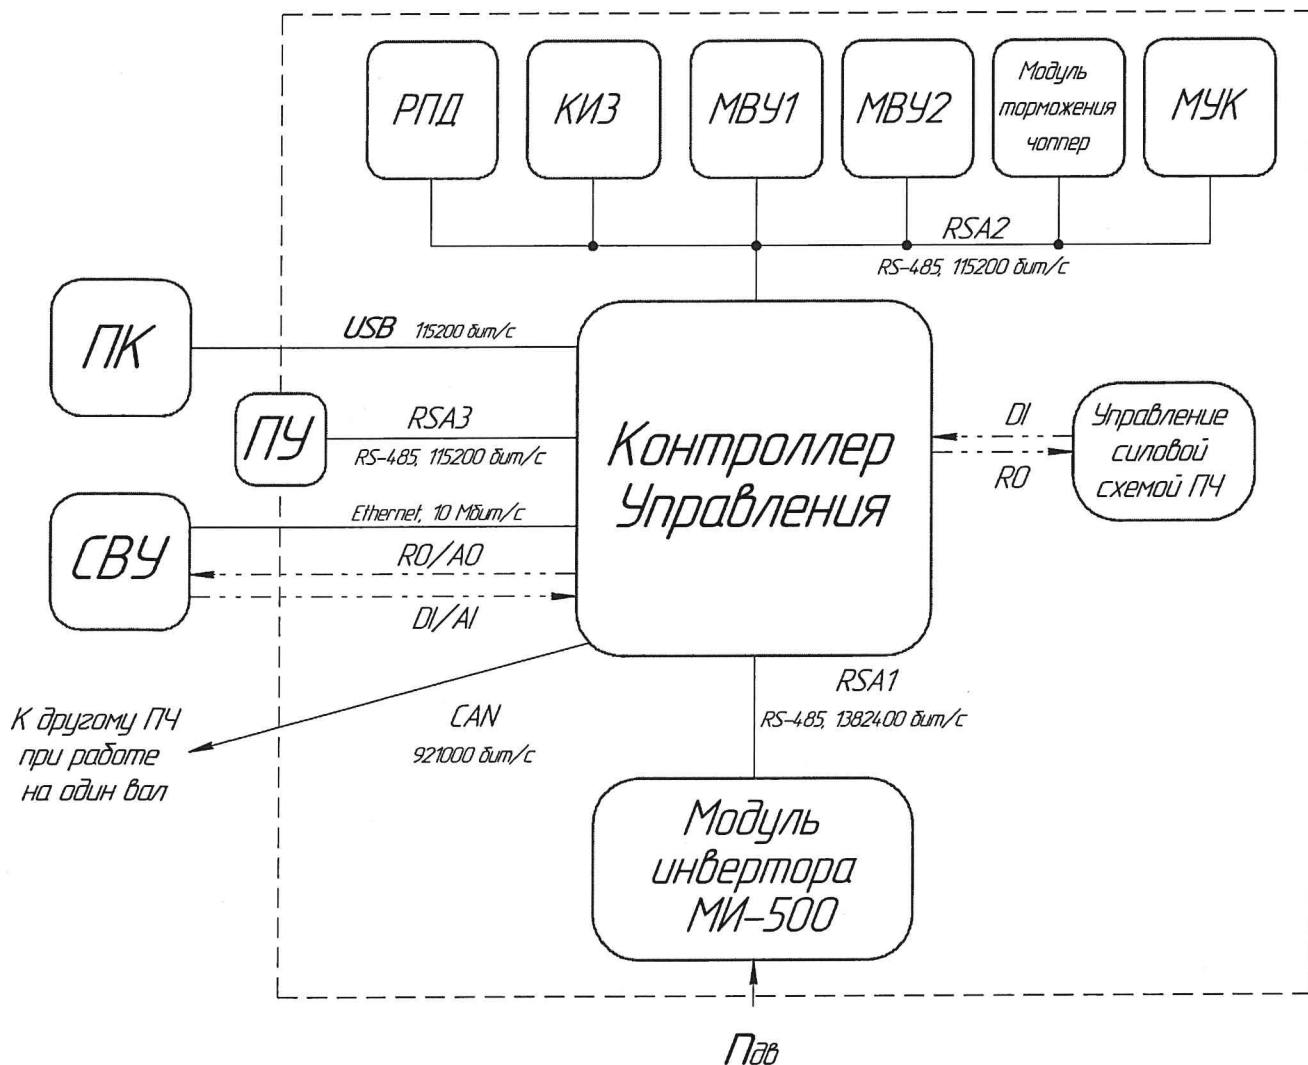 РПД
КИЗ
МВУ1
МВУ2
Модуль
торможения
чоппер
МУК
RSA2
RS-485, 115200 бит/с
ПК
USB 115200 бит/с
ПУ
RSA3
RS-485, 115200 бит/с
СВУ
Ethernet, 10 Мбит/с
RO/AO
DI/AI
Контроллер
Управления
DI
RO
Управление
силовой
схемой ПЧ
К другому ПЧ
при работе
на один вал
CAN
921000 бит/с
RSA1
RS-485, 1382400 бит/с
Модуль
инвертора
МИ-500
Пдв